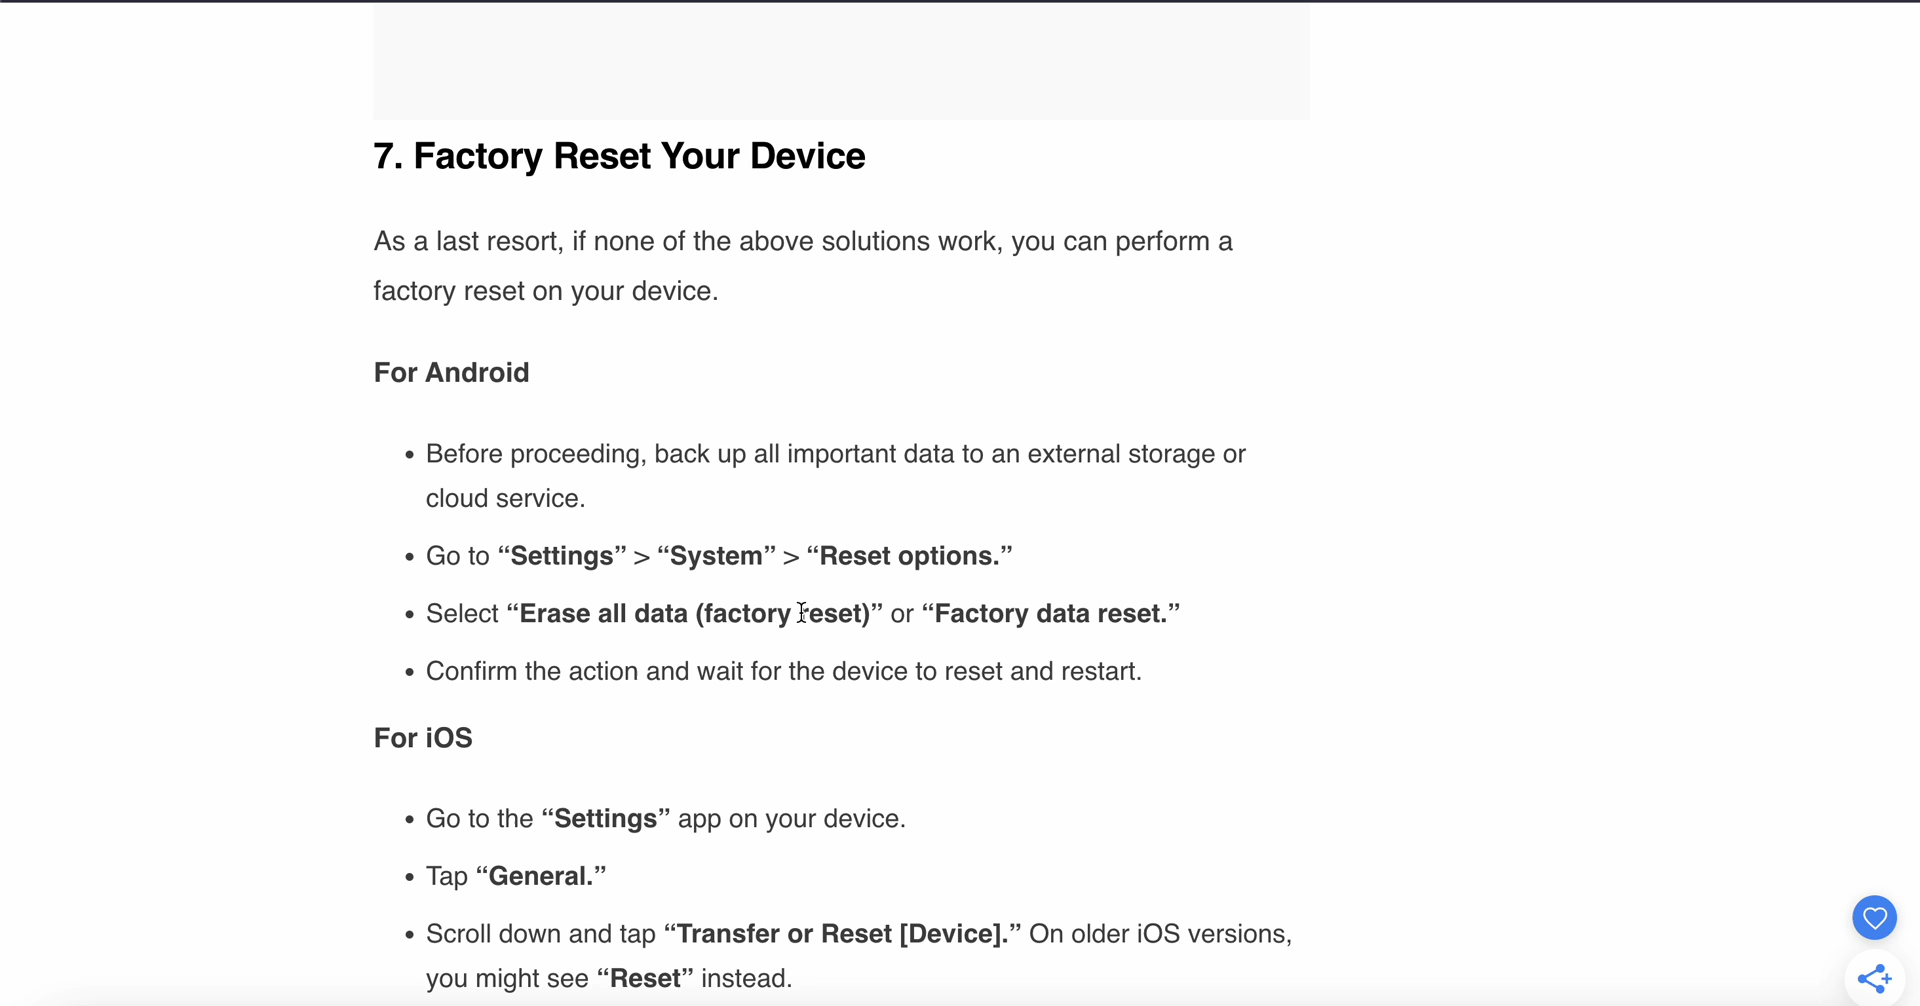 7. Factory Reset Your Device
As a last resort, if none of the above solutions work, you can perform a
factory reset on your device.
For Android
• Before proceeding, back up all important data to an external storage or
cloud service.
• Go to “Settings” > “System” > “Reset options.”
• Select “Erase all data (factory reset)” or “Factory data reset.”
• Confirm the action and wait for the device to reset and restart.
For iOS
• Go to the “Settings” app on your device.
• Tap “General.”
• Scroll down and tap “Transfer or Reset [Device].” On older iOS versions,
you might see “Reset” instead.